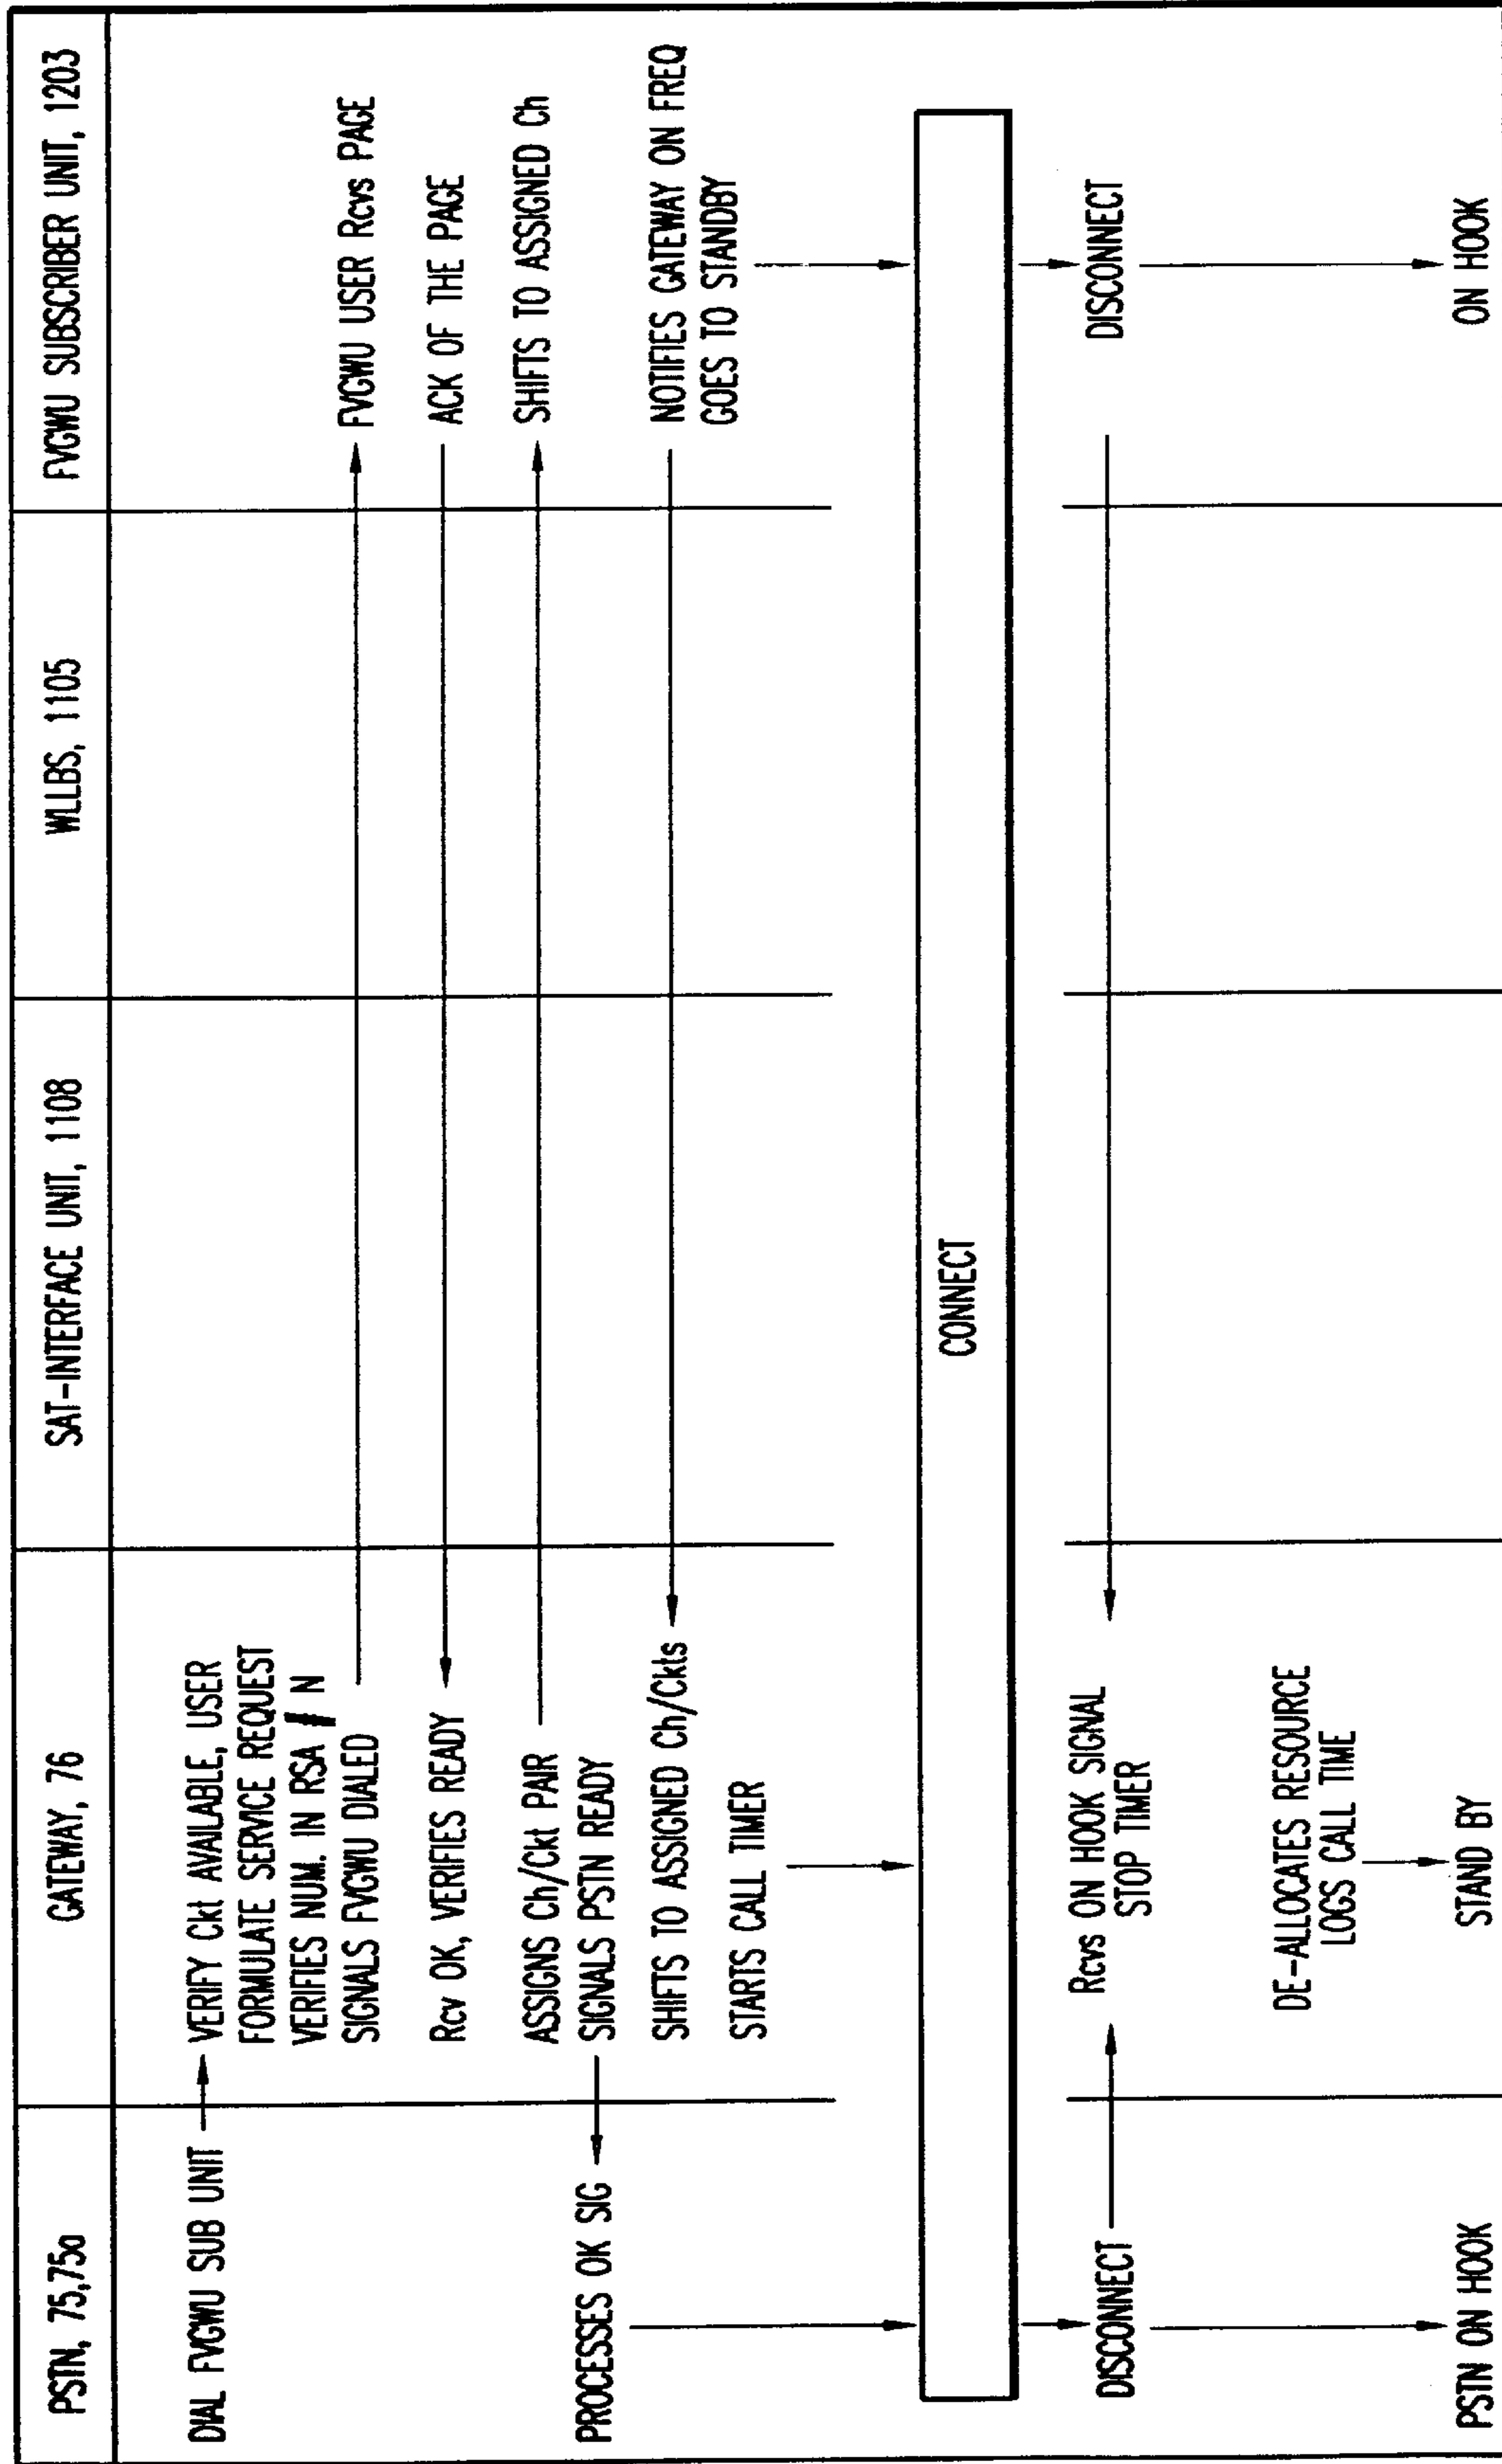 PSTN, 75,75a
GATEWAY, 76
SAT-INTERFACE UNIT, 1108
WLLBS, 1105
FVGWU SUBSCRIBER UNIT, 1203
DIAL FVGWU SUB UNIT
VERIFY Ckt AVAILABLE, USER
FORMULATE SERVICE REQUEST
VERIFIES NUM. IN RSA
N
SIGNALS FVGWU DIALED
FVGWU USER Rcvs PAGE
Rcv OK, VERIFIES READY
ACK OF THE PAGE
ASSIGNS Ch/Ckt PAIR
SHIFTS TO ASSIGNED Ch
PROCESSES OK SIG
SIGNALS PSTN READY
SHIFTS TO ASSIGNED Ch/Ckts
NOTIFIES GATEWAY ON FREQ
GOES TO STANDBY
STARTS CALL TIMER
CONNECT
DISCONNECT
Rcvs ON HOOK SIGNAL
STOP TIMER
DISCONNECT
DE-ALLOCATES RESOURCE
LOGS CALL TIME
PSTN ON HOOK
STAND BY
ON HOOK